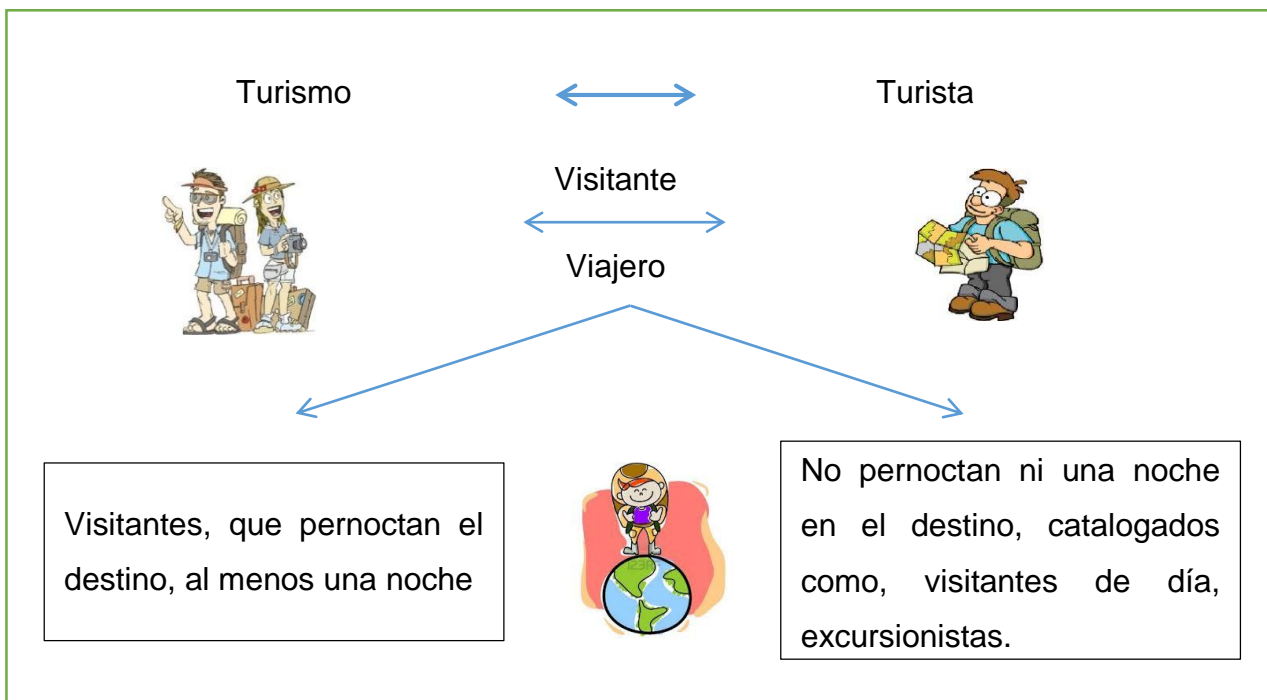 Turismo
Turista
Visitante
Viajero
Visitantes, que pernoctan el
destino, al menos una noche
No pernoctan ni una noche
en el destino, catalogados
como, visitantes de día,
excursionistas.